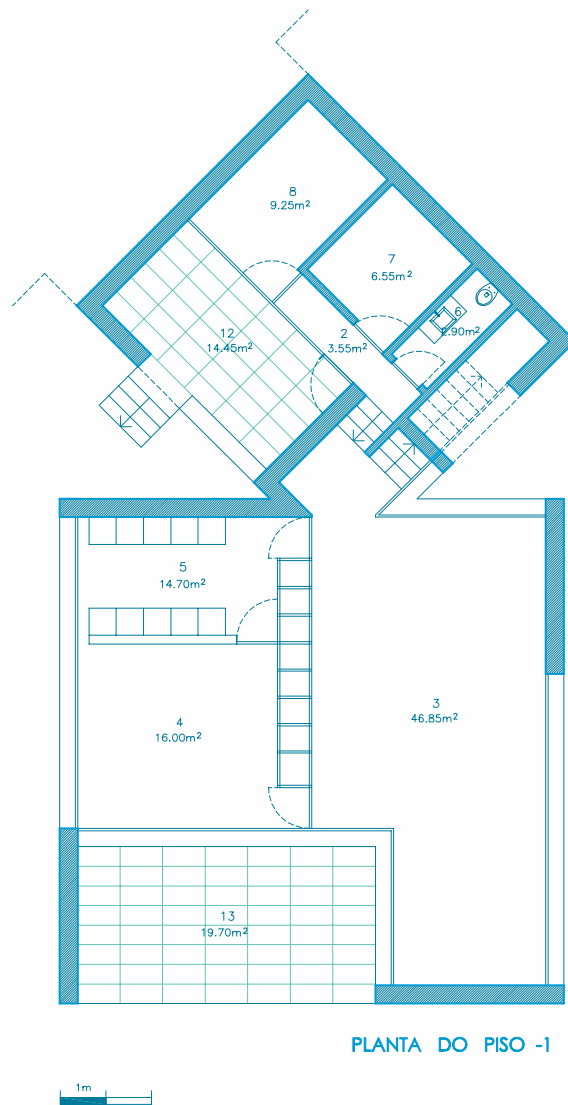 8
9.25m²
7
6.55m²
6
2.90m²
12
14.45m²
2
3.55m²
5
14.70m²
3
46.85m²
4
16.00m²
13
19.70m²
PLANTA DO PISO -1
1m